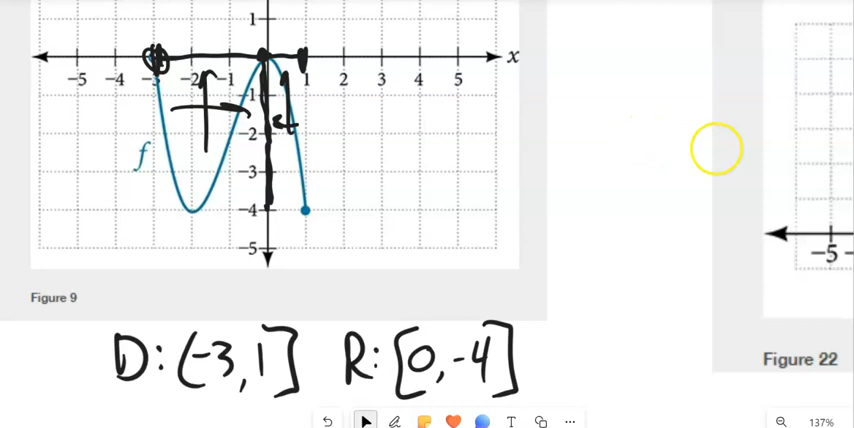 1
x
-5 -4 -3 -2 -1 1 2 3 4 5
-1
-2
f
-3
-4
-5
Figure 9
D: (-3, 1] R: [0, -4]
-5
Figure 22
T
137%